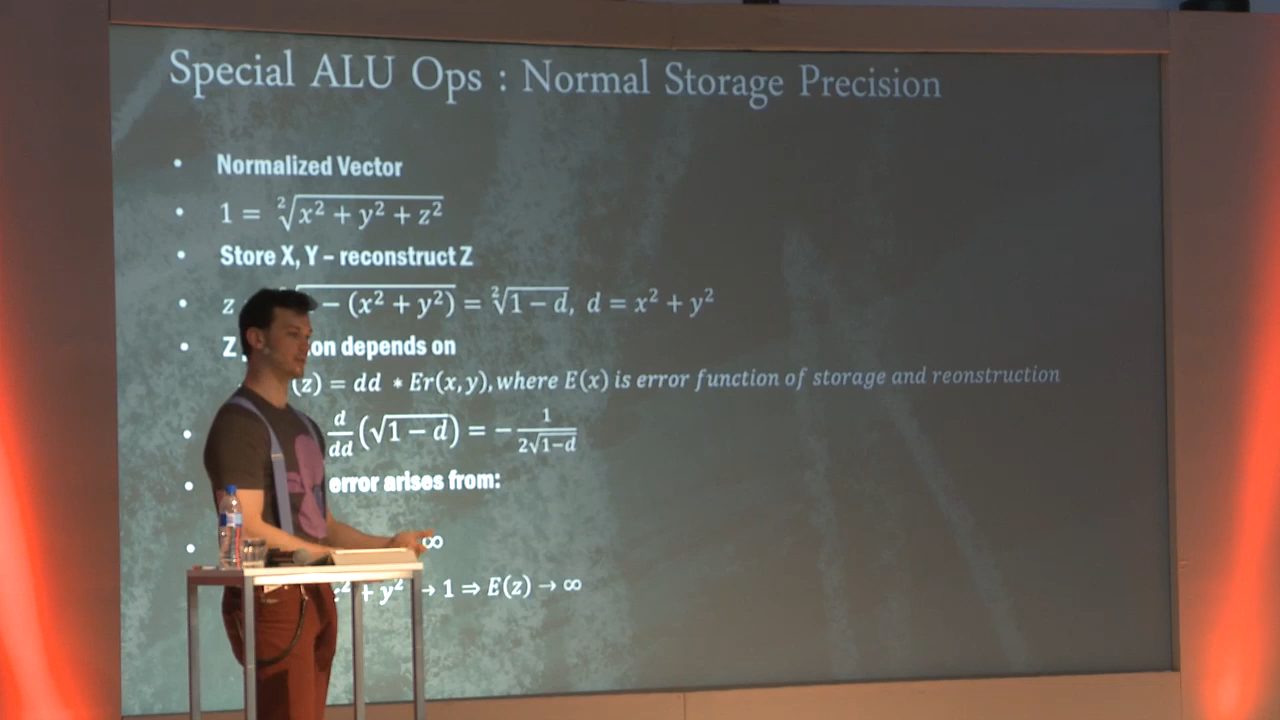 Special ALU Ops : Normal Storage Precision
• Normalized Vector
• 1 = ²√(x² + y² + z²)
• Store X, Y – reconstruct Z
• z − (x² + y²) = ²√(1 − d), d = x² + y²
• Z on depends on
(z) = dd * Er(x, y), where E(x) is error function of storage and reonstruction
• d/dd (√(1 − d)) = − 1/(2√(1−d))
• error arises from:
• ∞
² + y² → 1 ⇒ E(z) → ∞